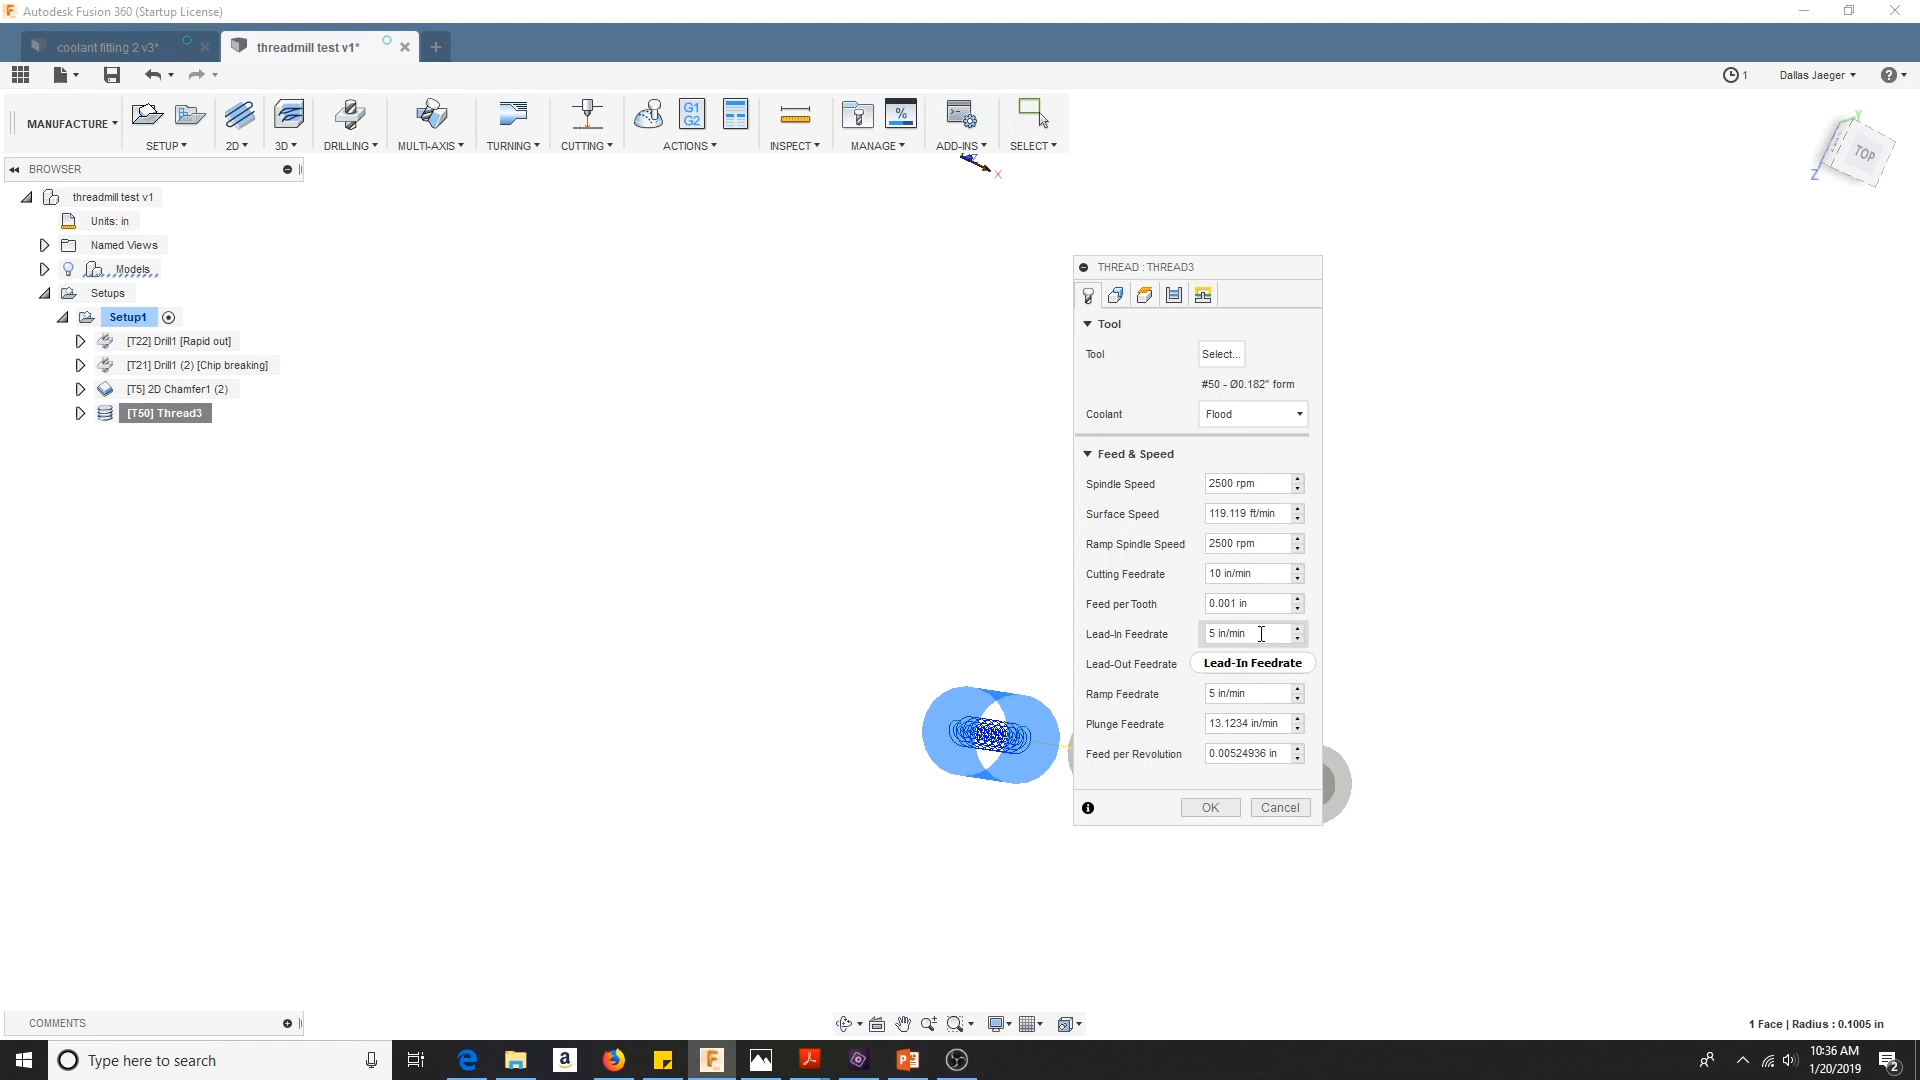 Autodesk Fusion 360 (Startup License)
coolant fitting 2 v3*
threadmill test v1*
1
Dallas Jaeger
MANUFACTURE
G1
G2
%
SETUP
2D
3D
DRILLING
MULTI-AXIS
TURNING
CUTTING
ACTIONS
INSPECT
MANAGE
ADD-INS
SELECT
X
Y
TOP
Z
BROWSER
threadmill test v1
Units: in
Named Views
Models
Setups
Setup1
[T22] Drill1 [Rapid out]
[T21] Drill1 (2) [Chip breaking]
[T5] 2D Chamfer1 (2)
[T50] Thread3
THREAD : THREAD3
Tool
Tool Select...
#50 - Ø0.182" form
Coolant Flood
Feed & Speed
Spindle Speed 2500 rpm
Surface Speed 119.119 ft/min
Ramp Spindle Speed 2500 rpm
Cutting Feedrate 10 in/min
Feed per Tooth 0.001 in
Lead-In Feedrate 5 in/min
Lead-Out Feedrate Lead-In Feedrate
Ramp Feedrate 5 in/min
Plunge Feedrate 13.1234 in/min
Feed per Revolution 0.00524936 in
OK Cancel
COMMENTS
1 Face | Radius : 0.1005 in
Type here to search
10:36 AM
1/20/2019
2